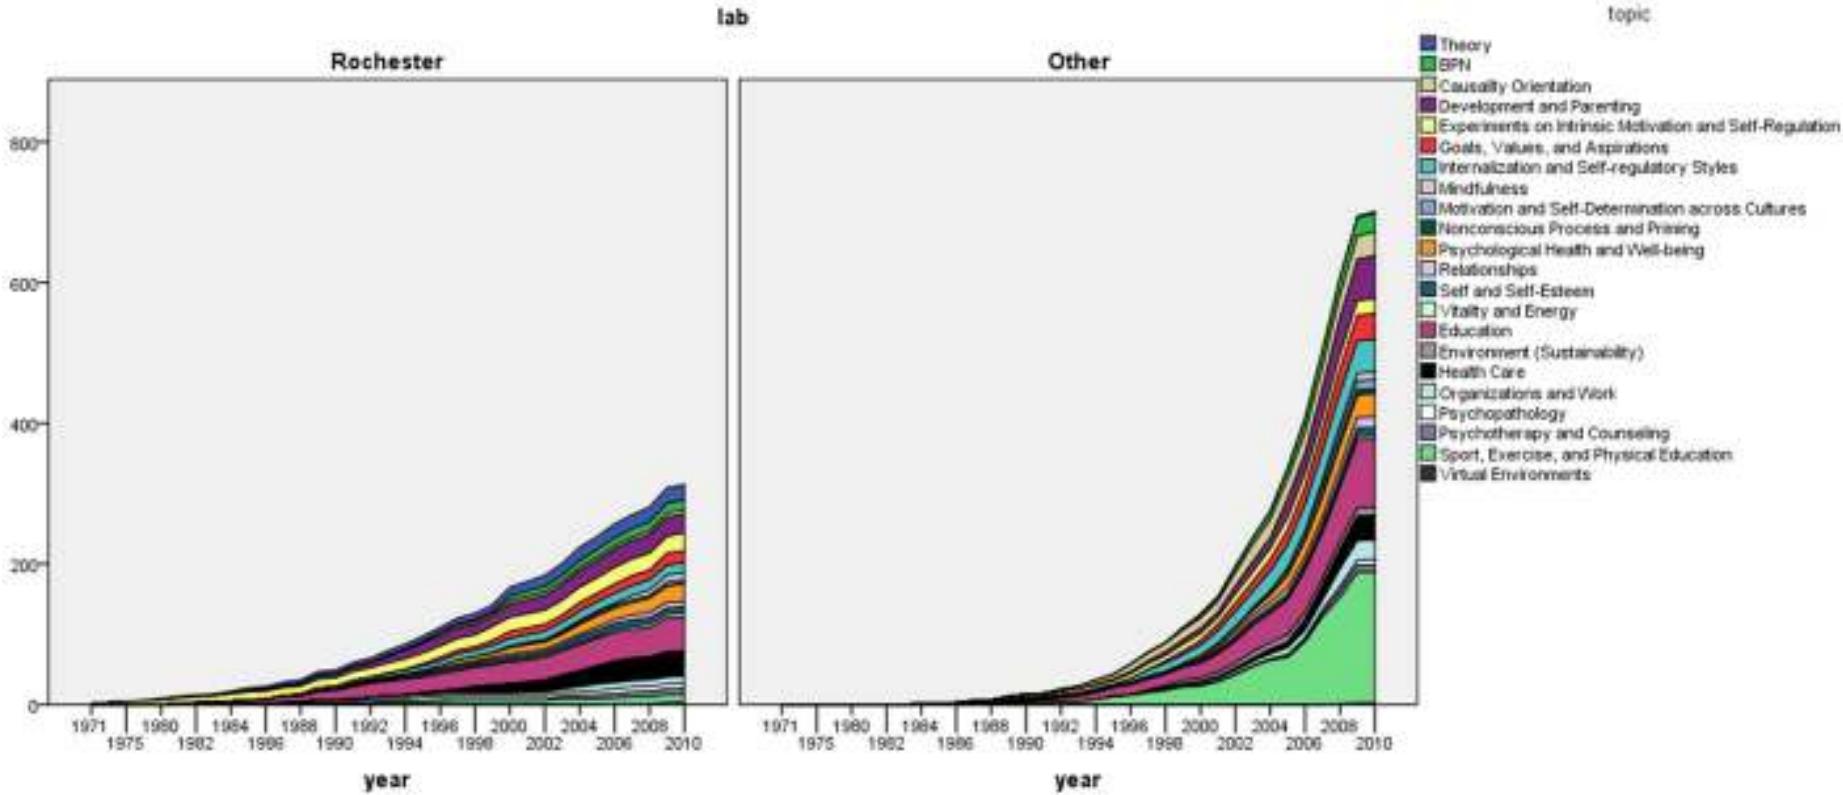 lab
topic
Rochester
Other
Theory
BPN
Causality Orientation
Development and Parenting
Experiments on Intrinsic Motivation and Self-Regulation
Goals, Values, and Aspirations
Internalization and Self-regulatory Styles
Mindfulness
Motivation and Self-Determination across Cultures
Nonconscious Process and Priming
Psychological Health and Well-being
Relationships
Self and Self-Esteem
Vitality and Energy
Education
Environment (Sustainability)
Health Care
Organizations and Work
Psychopathology
Psychotherapy and Counseling
Sport, Exercise, and Physical Education
Virtual Environments
800
600
400
200
0
1971 1980 1984 1988 1992 1996 2000 2004 2008
1975 1982 1986 1990 1994 1998 2002 2006 2010
year
1971 1980 1984 1988 1992 1996 2000 2004 2008
1975 1982 1986 1990 1994 1998 2002 2006 2010
year